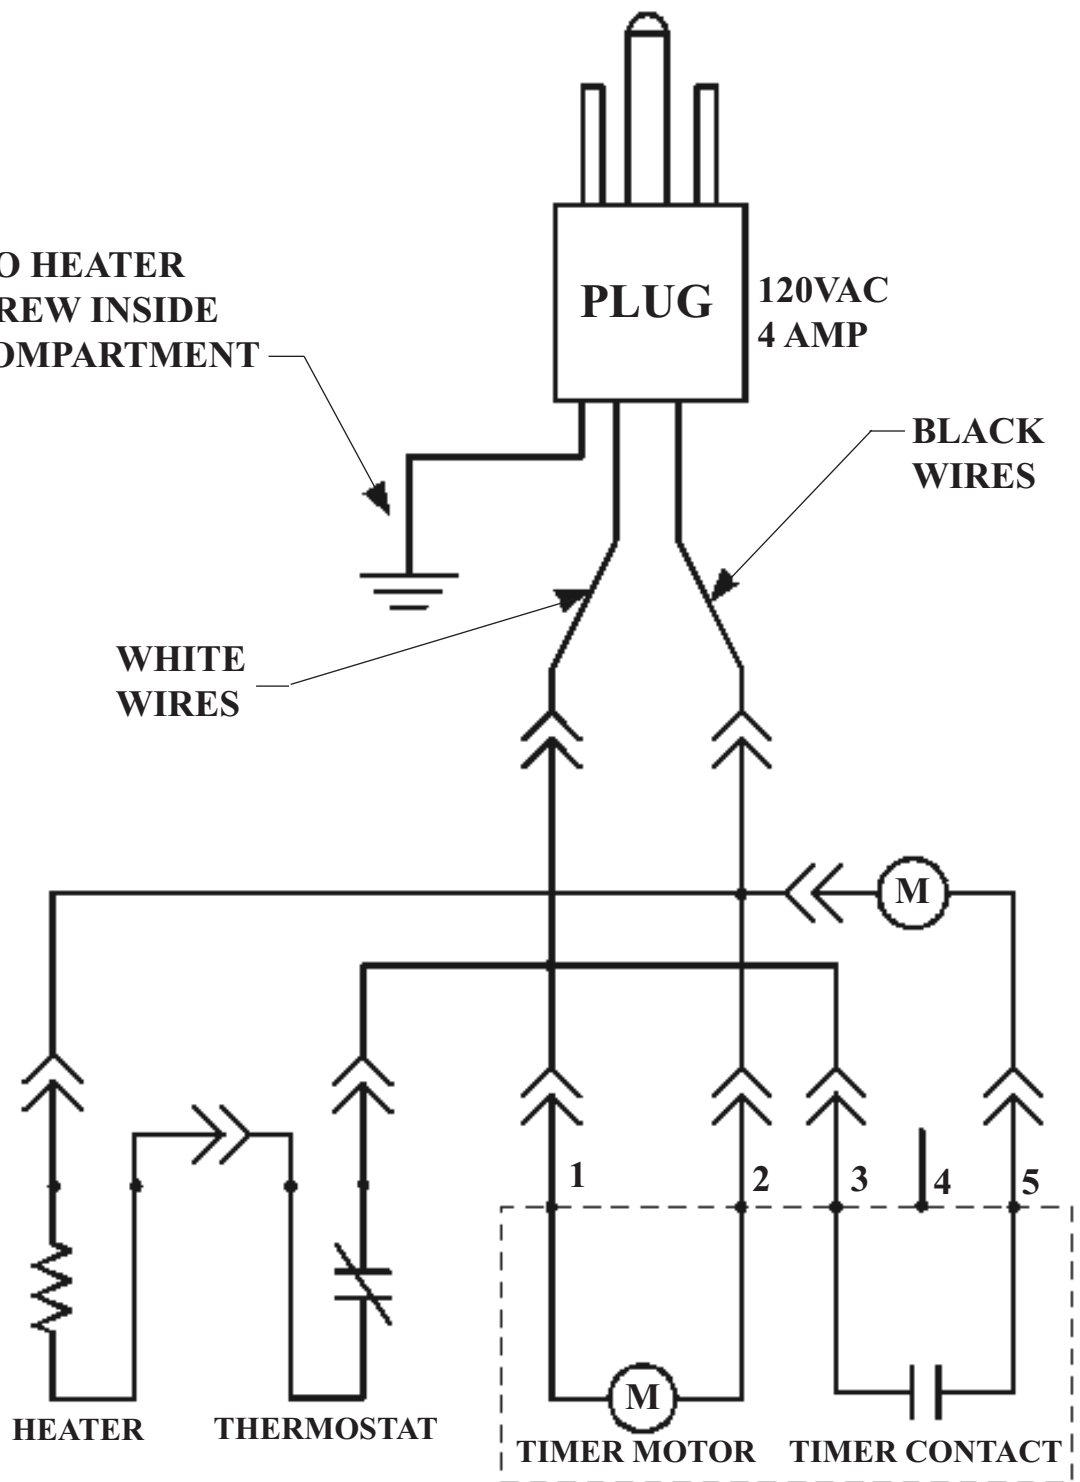 PLUG
120VAC
4 AMP
O HEATER
REW INSIDE
OMPARTMENT
BLACK
WIRES
WHITE
WIRES
M
1
2
3
4
5
M
HEATER
THERMOSTAT
TIMER MOTOR
TIMER CONTACT